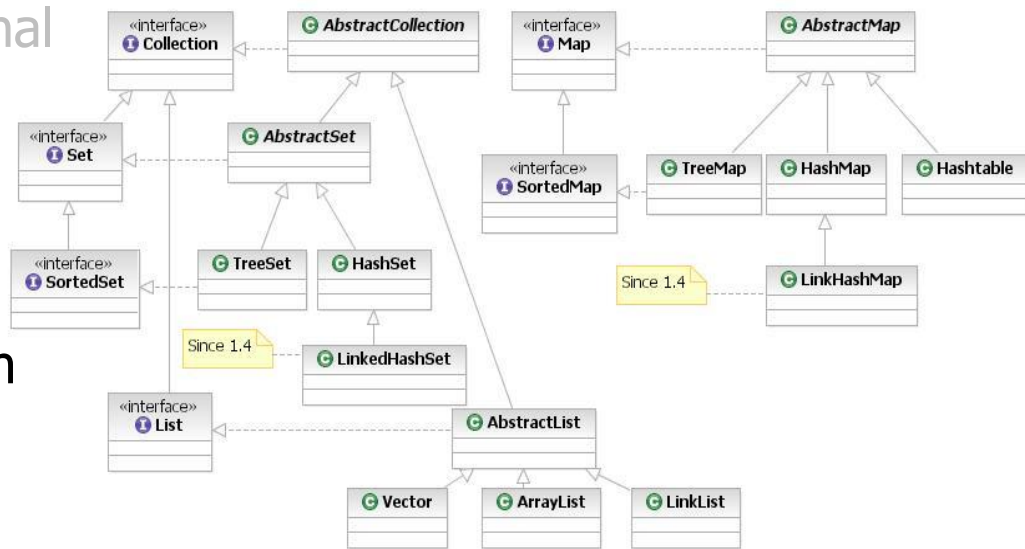 nal
«interface»
I Collection
C AbstractCollection
«interface»
I Map
C AbstractMap
«interface»
I Set
C AbstractSet
«interface»
I SortedMap
C TreeMap
C HashMap
C Hashtable
«interface»
I SortedSet
C TreeSet
C HashSet
Since 1.4
C LinkHashMap
Since 1.4
C LinkedHashSet
n
«interface»
I List
C AbstractList
C Vector
C ArrayList
C LinkList